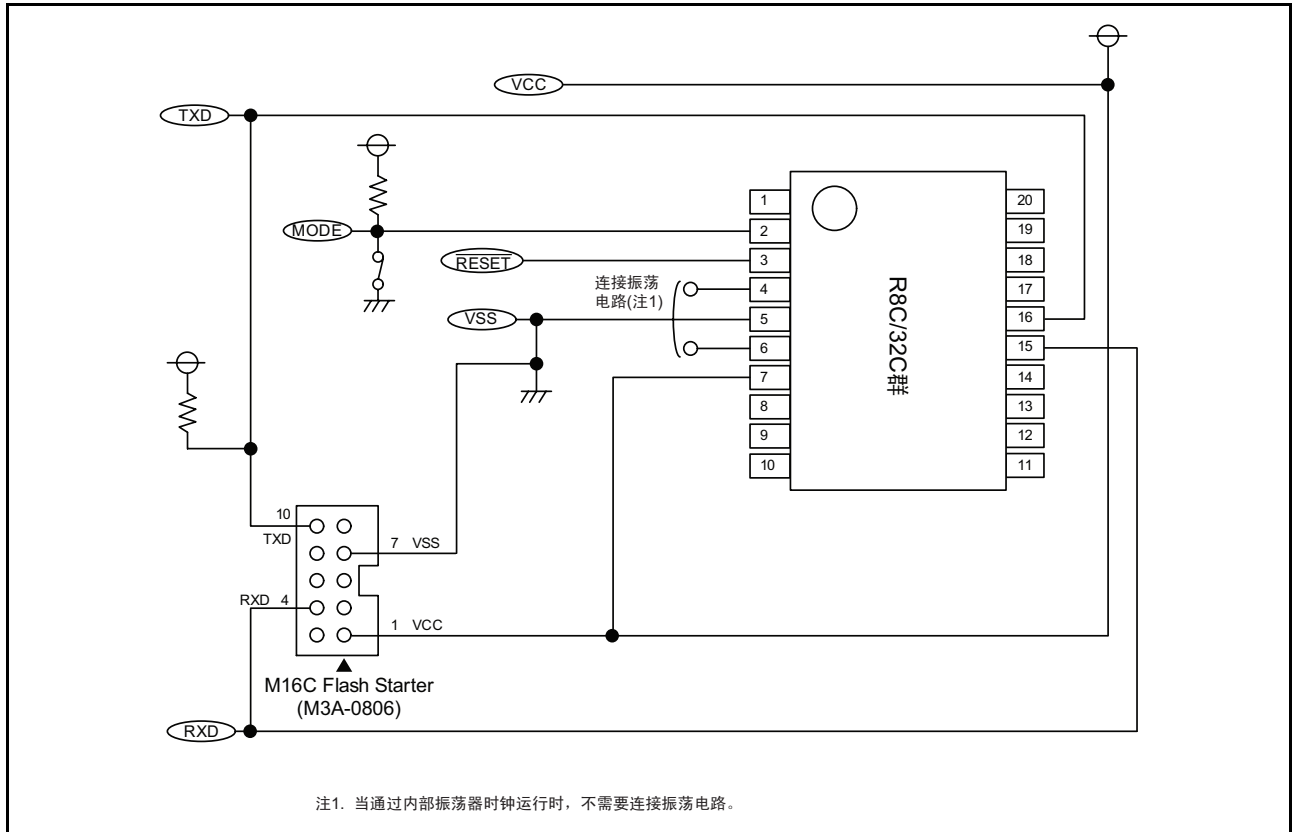 VCC
TXD
MODE
RESET
连接振荡
电路(注1)
VSS
1
2
3
4
5
6
7
8
9
10
R8C/32C群
20
19
18
17
16
15
14
13
12
11
10
TXD
7 VSS
RXD 4
1 VCC
M16C Flash Starter
(M3A-0806)
RXD
注1. 当通过内部振荡器时钟运行时，不需要连接振荡电路。